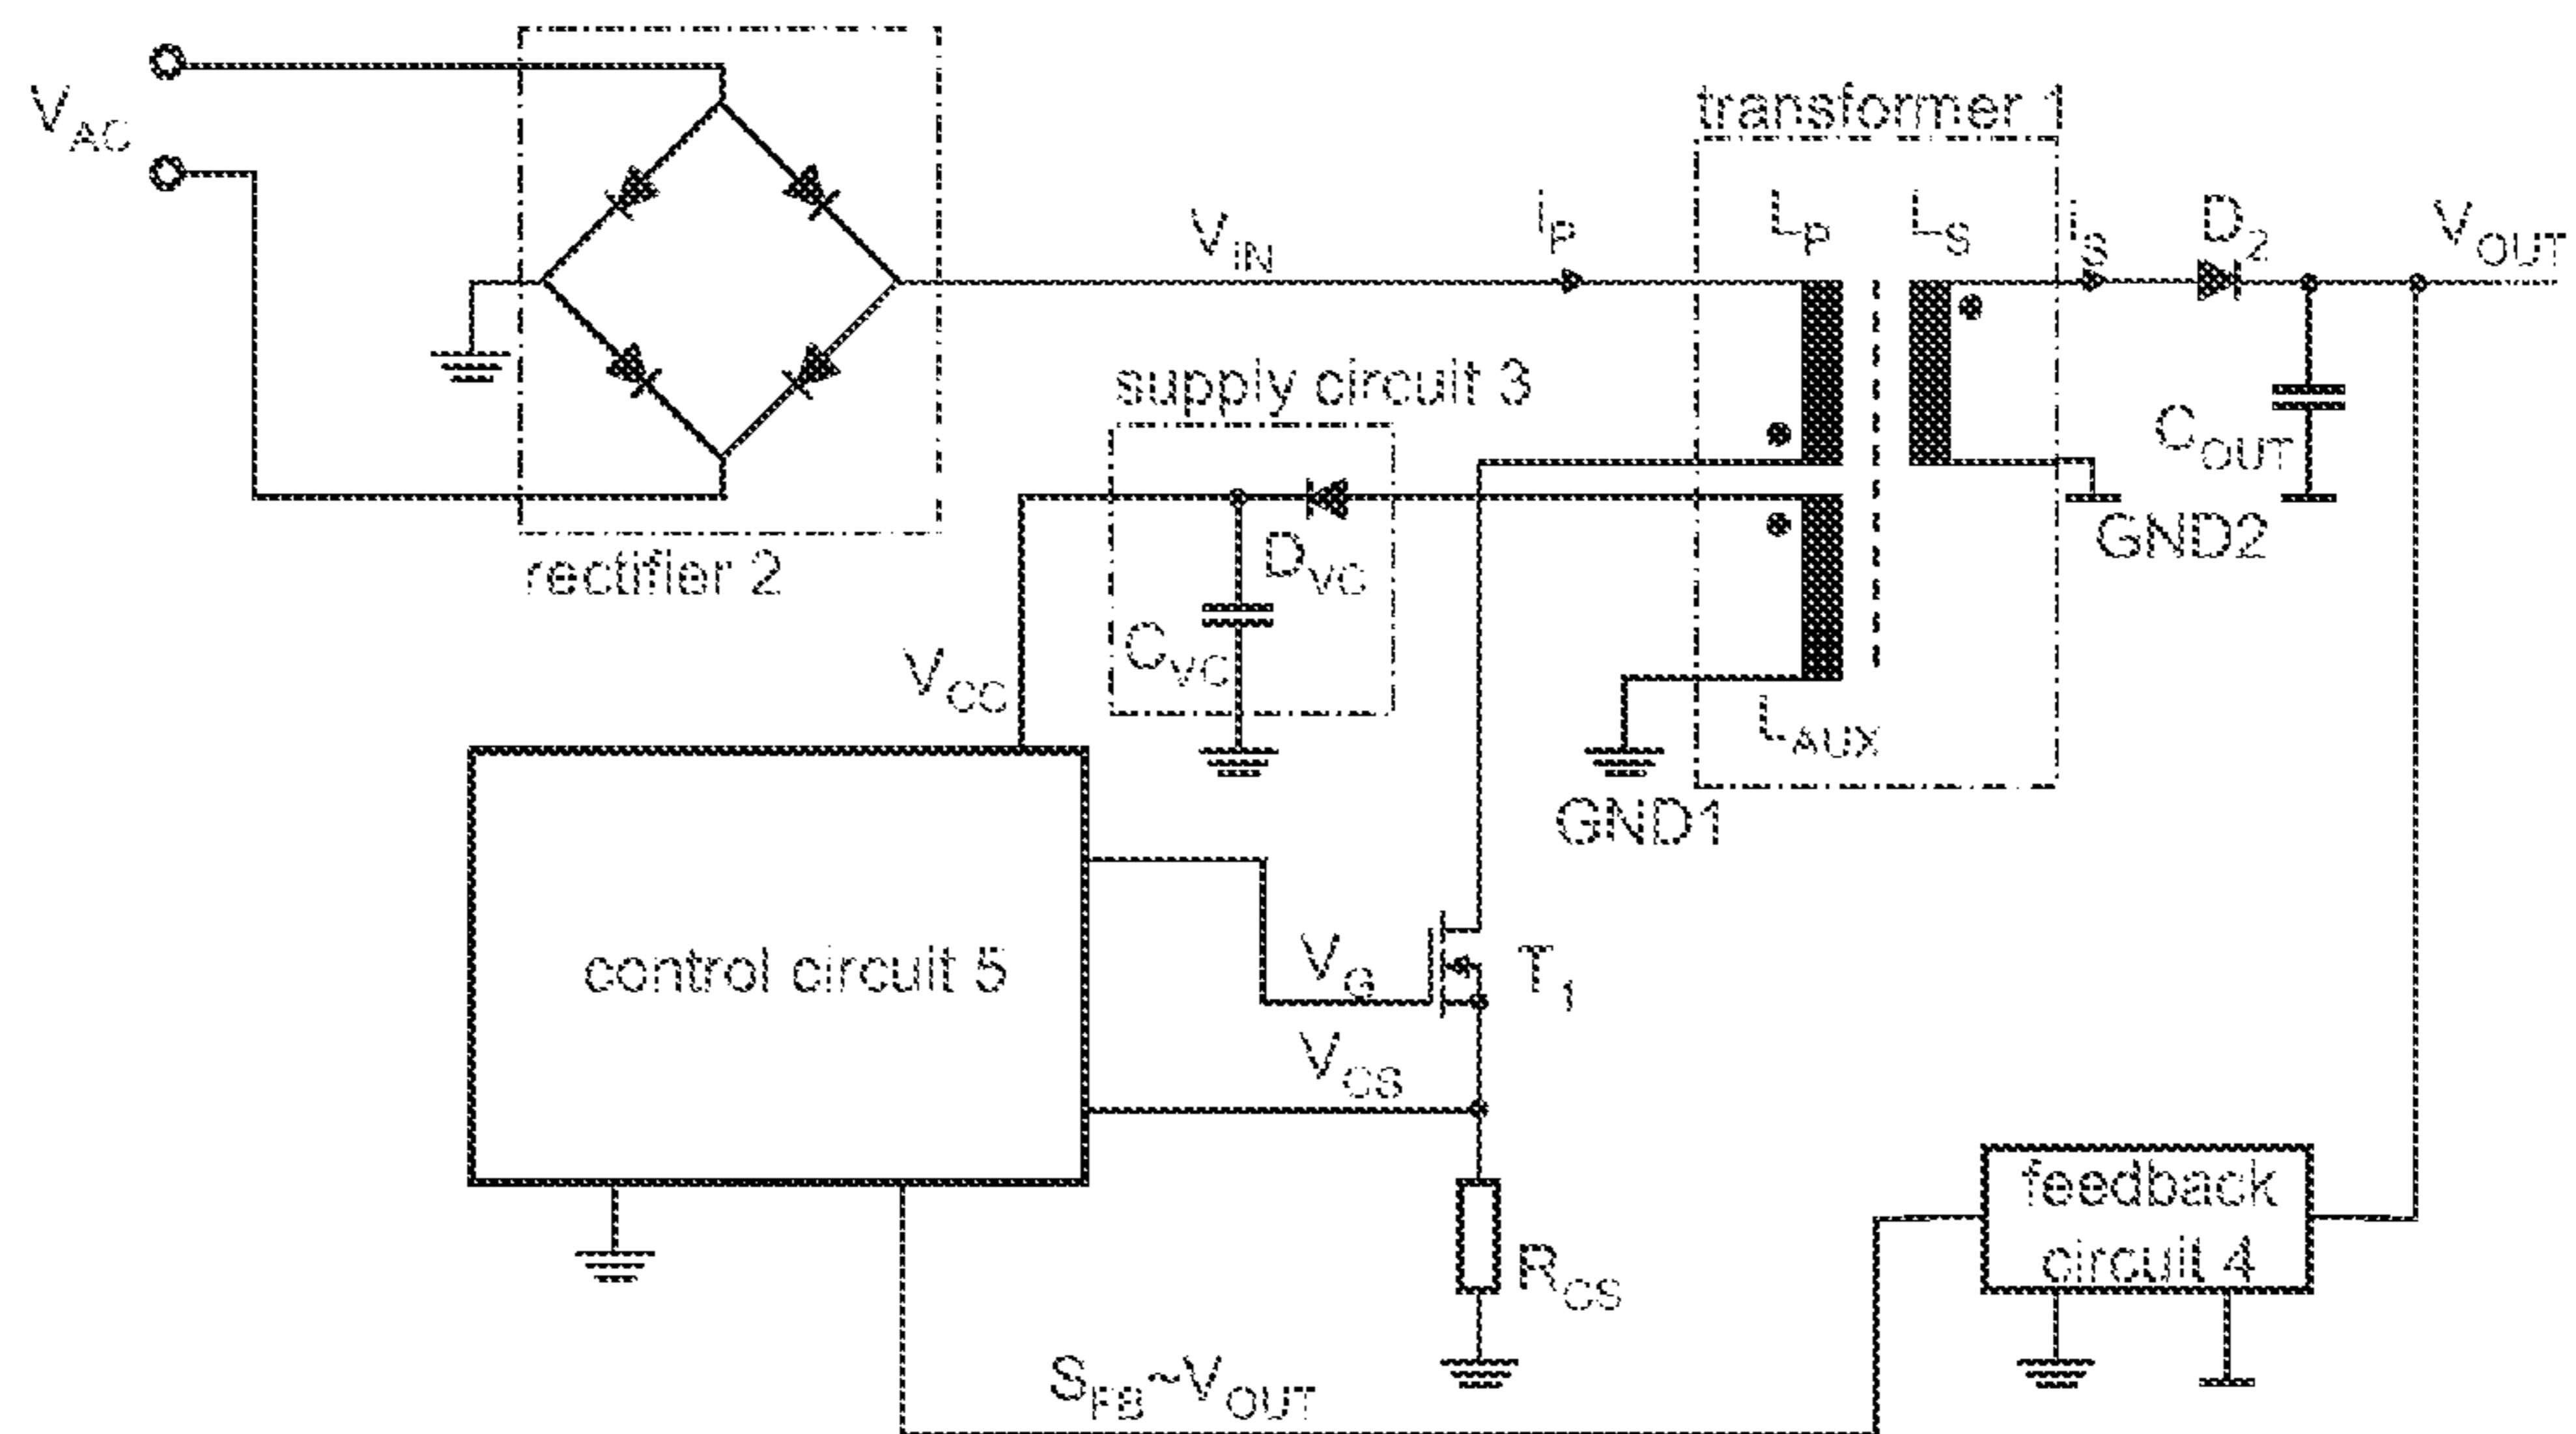 V_AC
transformer 1
V_IN
i_P
L_P
L_S
i_S
D_2
V_OUT
supply circuit 3
C_OUT
GND2
rectifier 2
D_VC
C_VC
V_CC
L_AUX
GND1
control circuit 5
V_G
T_1
V_CS
feedback
circuit 4
R_CS
S_FB~V_OUT